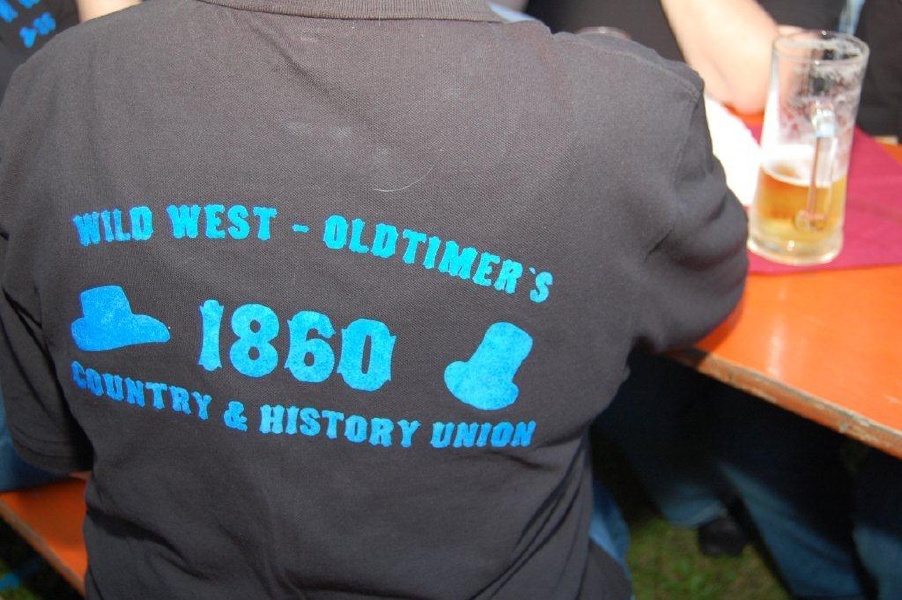 WILD WEST - OLDTIMER`S
1860
COUNTRY & HISTORY UNION